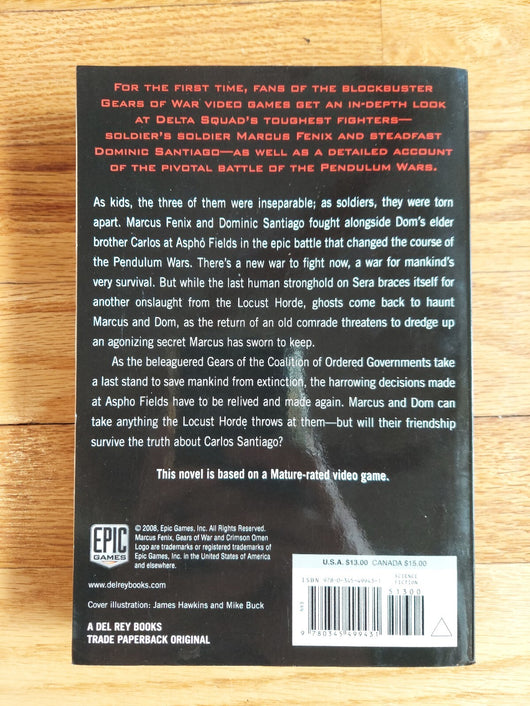 FOR THE FIRST TIME, FANS OF THE BLOCKBUSTER
GEARS OF WAR VIDEO GAMES GET AN IN-DEPTH LOOK
AT DELTA SQUAD'S TOUGHEST FIGHTERS—
SOLDIER'S SOLDIER MARCUS FENIX AND STEADFAST
DOMINIC SANTIAGO—AS WELL AS A DETAILED ACCOUNT
OF THE PIVOTAL BATTLE OF THE PENDULUM WARS.
As kids, the three of them were inseparable; as soldiers, they were torn
apart. Marcus Fenix and Dominic Santiago fought alongside Dom's elder
brother Carlos at Aspho Fields in the epic battle that changed the course of
the Pendulum Wars. There's a new war to fight now, a war for mankind's
very survival. But while the last human stronghold on Sera braces itself for
another onslaught from the Locust Horde, ghosts come back to haunt
Marcus and Dom, as the return of an old comrade threatens to dredge up
an agonizing secret Marcus has sworn to keep.
As the beleaguered Gears of the Coalition of Ordered Governments take
a last stand to save mankind from extinction, the harrowing decisions made
at Aspho Fields have to be relived and made again. Marcus and Dom can
take anything the Locust Horde throws at them—but will their friendship
survive the truth about Carlos Santiago?
This novel is based on a Mature-rated video game.
EPIC
GAMES
© 2008, Epic Games, Inc. All Rights Reserved.
Marcus Fenix, Gears of War and Crimson Omen
Logo are trademarks or registered trademarks of
Epic Games, Inc. in the United States of America
and elsewhere.
www.delreybooks.com
Cover illustration: James Hawkins and Mike Buck
A DEL REY BOOKS
TRADE PAPERBACK ORIGINAL
U.S.A. $13.00 CANADA $15.00
ISBN 978-0-345-49943-1
SCIENCE
FICTION
51300
9 780345 499431